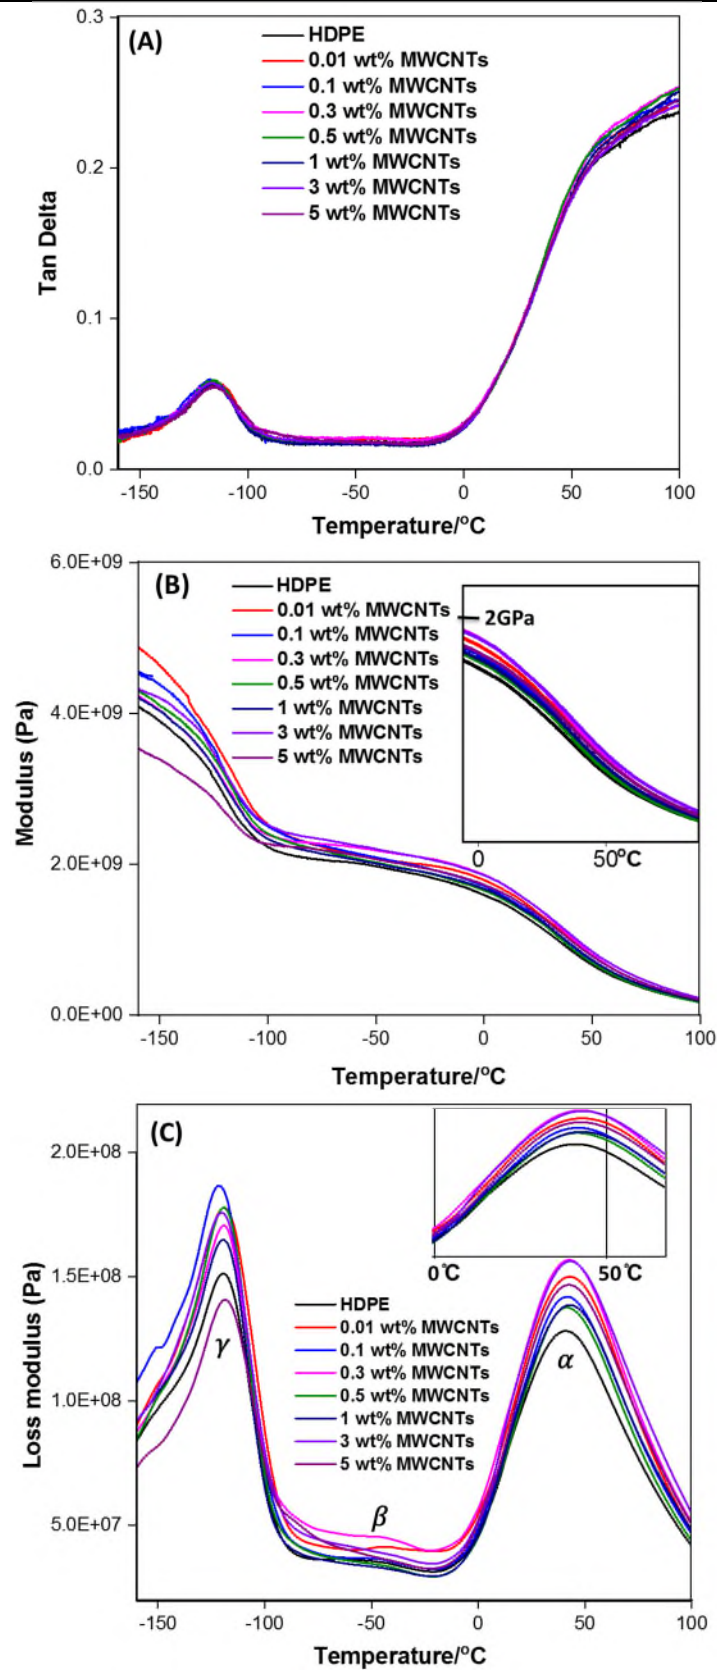 (A)
HDPE
0.01 wt% MWCNTs
0.1 wt% MWCNTs
0.3 wt% MWCNTs
0.5 wt% MWCNTs
1 wt% MWCNTs
3 wt% MWCNTs
5 wt% MWCNTs
0.3
0.2
0.1
0.0
Tan Delta
-150 -100 -50 0 50 100
Temperature/°C
(B)
HDPE
0.01 wt% MWCNTs
0.1 wt% MWCNTs
0.3 wt% MWCNTs
0.5 wt% MWCNTs
1 wt% MWCNTs
3 wt% MWCNTs
5 wt% MWCNTs
2GPa
0 50°C
6.0E+09
4.0E+09
2.0E+09
0.0E+00
Modulus (Pa)
-150 -100 -50 0 50 100
Temperature/°C
(C)
0°C 50°C
HDPE
0.01 wt% MWCNTs
0.1 wt% MWCNTs
0.3 wt% MWCNTs
0.5 wt% MWCNTs
1 wt% MWCNTs
3 wt% MWCNTs
5 wt% MWCNTs
γ
β
α
2.0E+08
1.5E+08
1.0E+08
5.0E+07
Loss modulus (Pa)
-150 -100 -50 0 50 100
Temperature/°C